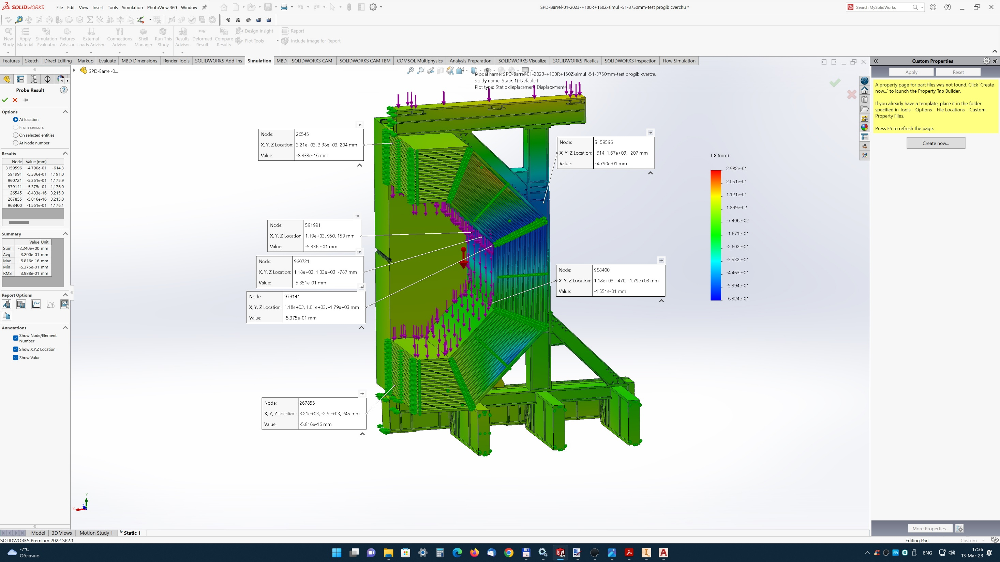 SOLIDWORKS File Edit View Insert Tools Simulation PhotoView 360 Window SPD-Barrel-01-2023-+100R+150Z-simul -51-3750mm-test progib cverchu * Search MySolidWorks
New Study Apply Material Simulation Evaluator Fixtures Advisor External Loads Advisor Connections Advisor Shell Manager Run This Study Results Advisor Deformed Result Compare Results Design Insight Plot Tools Report Include Image for Report
Features Sketch Direct Editing Markup Evaluate MBD Dimensions Render Tools SOLIDWORKS Add-Ins Simulation MBD SOLIDWORKS CAM SOLIDWORKS CAM TBM COMSOL Multiphysics Analysis Preparation SOLIDWORKS Visualize SOLIDWORKS Plastics SOLIDWORKS Inspection Flow Simulation
SPD-Barrel-0...
Probe Result
Options
At location
From sensors
On selected entities
At Node number
Results
Node Value (mm)
3159596 -4.790e-01 -614.3
591991 -5.336e-01 1,191.0
960721 -5.351e-01 1,175.9
979141 -5.375e-01 1,176.0
26545 -8.433e-16 3,215.0
267855 -5.816e-16 3,215.0
968400 -1.551e-01 1,176.1
Summary
Value Unit
Sum -2.240e+00 mm
Avg -3.200e-01 mm
Max -5.816e-16 mm
Min -5.375e-01 mm
RMS 3.988e-01 mm
Report Options
Annotations
Show Node/Element
Number
Show X,Y,Z Location
Show Value
Model name: SPD-Barrel-01-2023-+100R+150Z-simul -51-3750mm-test progib cverchu
Study name: Static 1(-Default-)
Plot type: Static displacement Displacement
Node: 26545
X, Y, Z Location: 3.21e+03, 3.38e+03, 204 mm
Value: -8.433e-16 mm
Node: 3159596
X, Y, Z Location: -614, 1.67e+03, -207 mm
Value: -4.790e-01 mm
Node: 591991
X, Y, Z Location: 1.19e+03, 950, 159 mm
Value: -5.336e-01 mm
Node: 960721
X, Y, Z Location: 1.18e+03, 1.03e+03, -787 mm
Value: -5.351e-01 mm
Node: 979141
X, Y, Z Location: 1.18e+03, 1.01e+03, -1.79e+03 mm
Value: -5.375e-01 mm
Node: 968400
X, Y, Z Location: 1.18e+03, -470, -1.79e+03 mm
Value: -1.551e-01 mm
Node: 267855
X, Y, Z Location: 3.21e+03, -2.9e+03, 245 mm
Value: -5.816e-16 mm
UX (mm)
2.982e-01
2.051e-01
1.121e-01
1.899e-02
-7.406e-02
-1.671e-01
-2.602e-01
-3.532e-01
-4.463e-01
-5.394e-01
-6.324e-01
Custom Properties
Apply Reset
A property page for part files was not found. Click 'Create
now...' to launch the Property Tab Builder.
If you already have a template, place it in the folder
specified in Tools – Options – File Locations – Custom
Property Files.
Press F5 to refresh the page.
Create now...
More Properties...
Y
X
Z
Model 3D Views Motion Study 1 Static 1
SOLIDWORKS Premium 2022 SP2.1 Editing Part Custom
-7°C
Облачно
ENG
17:36
13-Mar-23